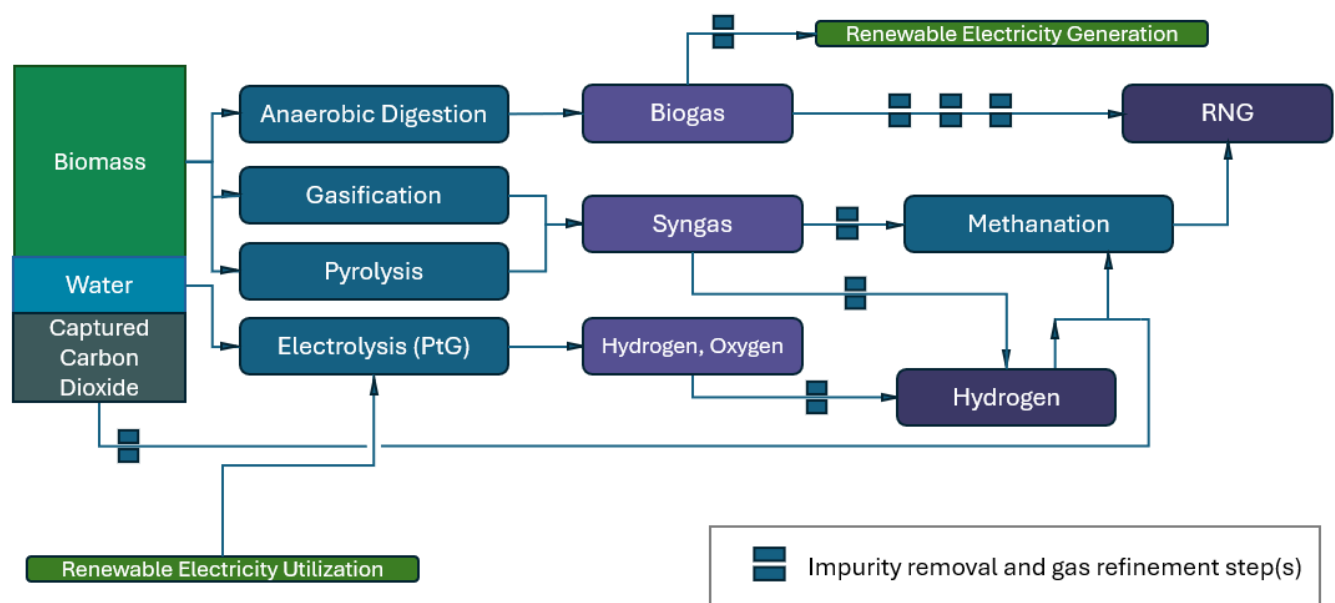 Renewable Electricity Generation
Biomass
Anaerobic Digestion
Biogas
RNG
Gasification
Syngas
Methanation
Pyrolysis
Water
Captured
Carbon
Dioxide
Electrolysis (PtG)
Hydrogen, Oxygen
Hydrogen
Renewable Electricity Utilization
Impurity removal and gas refinement step(s)